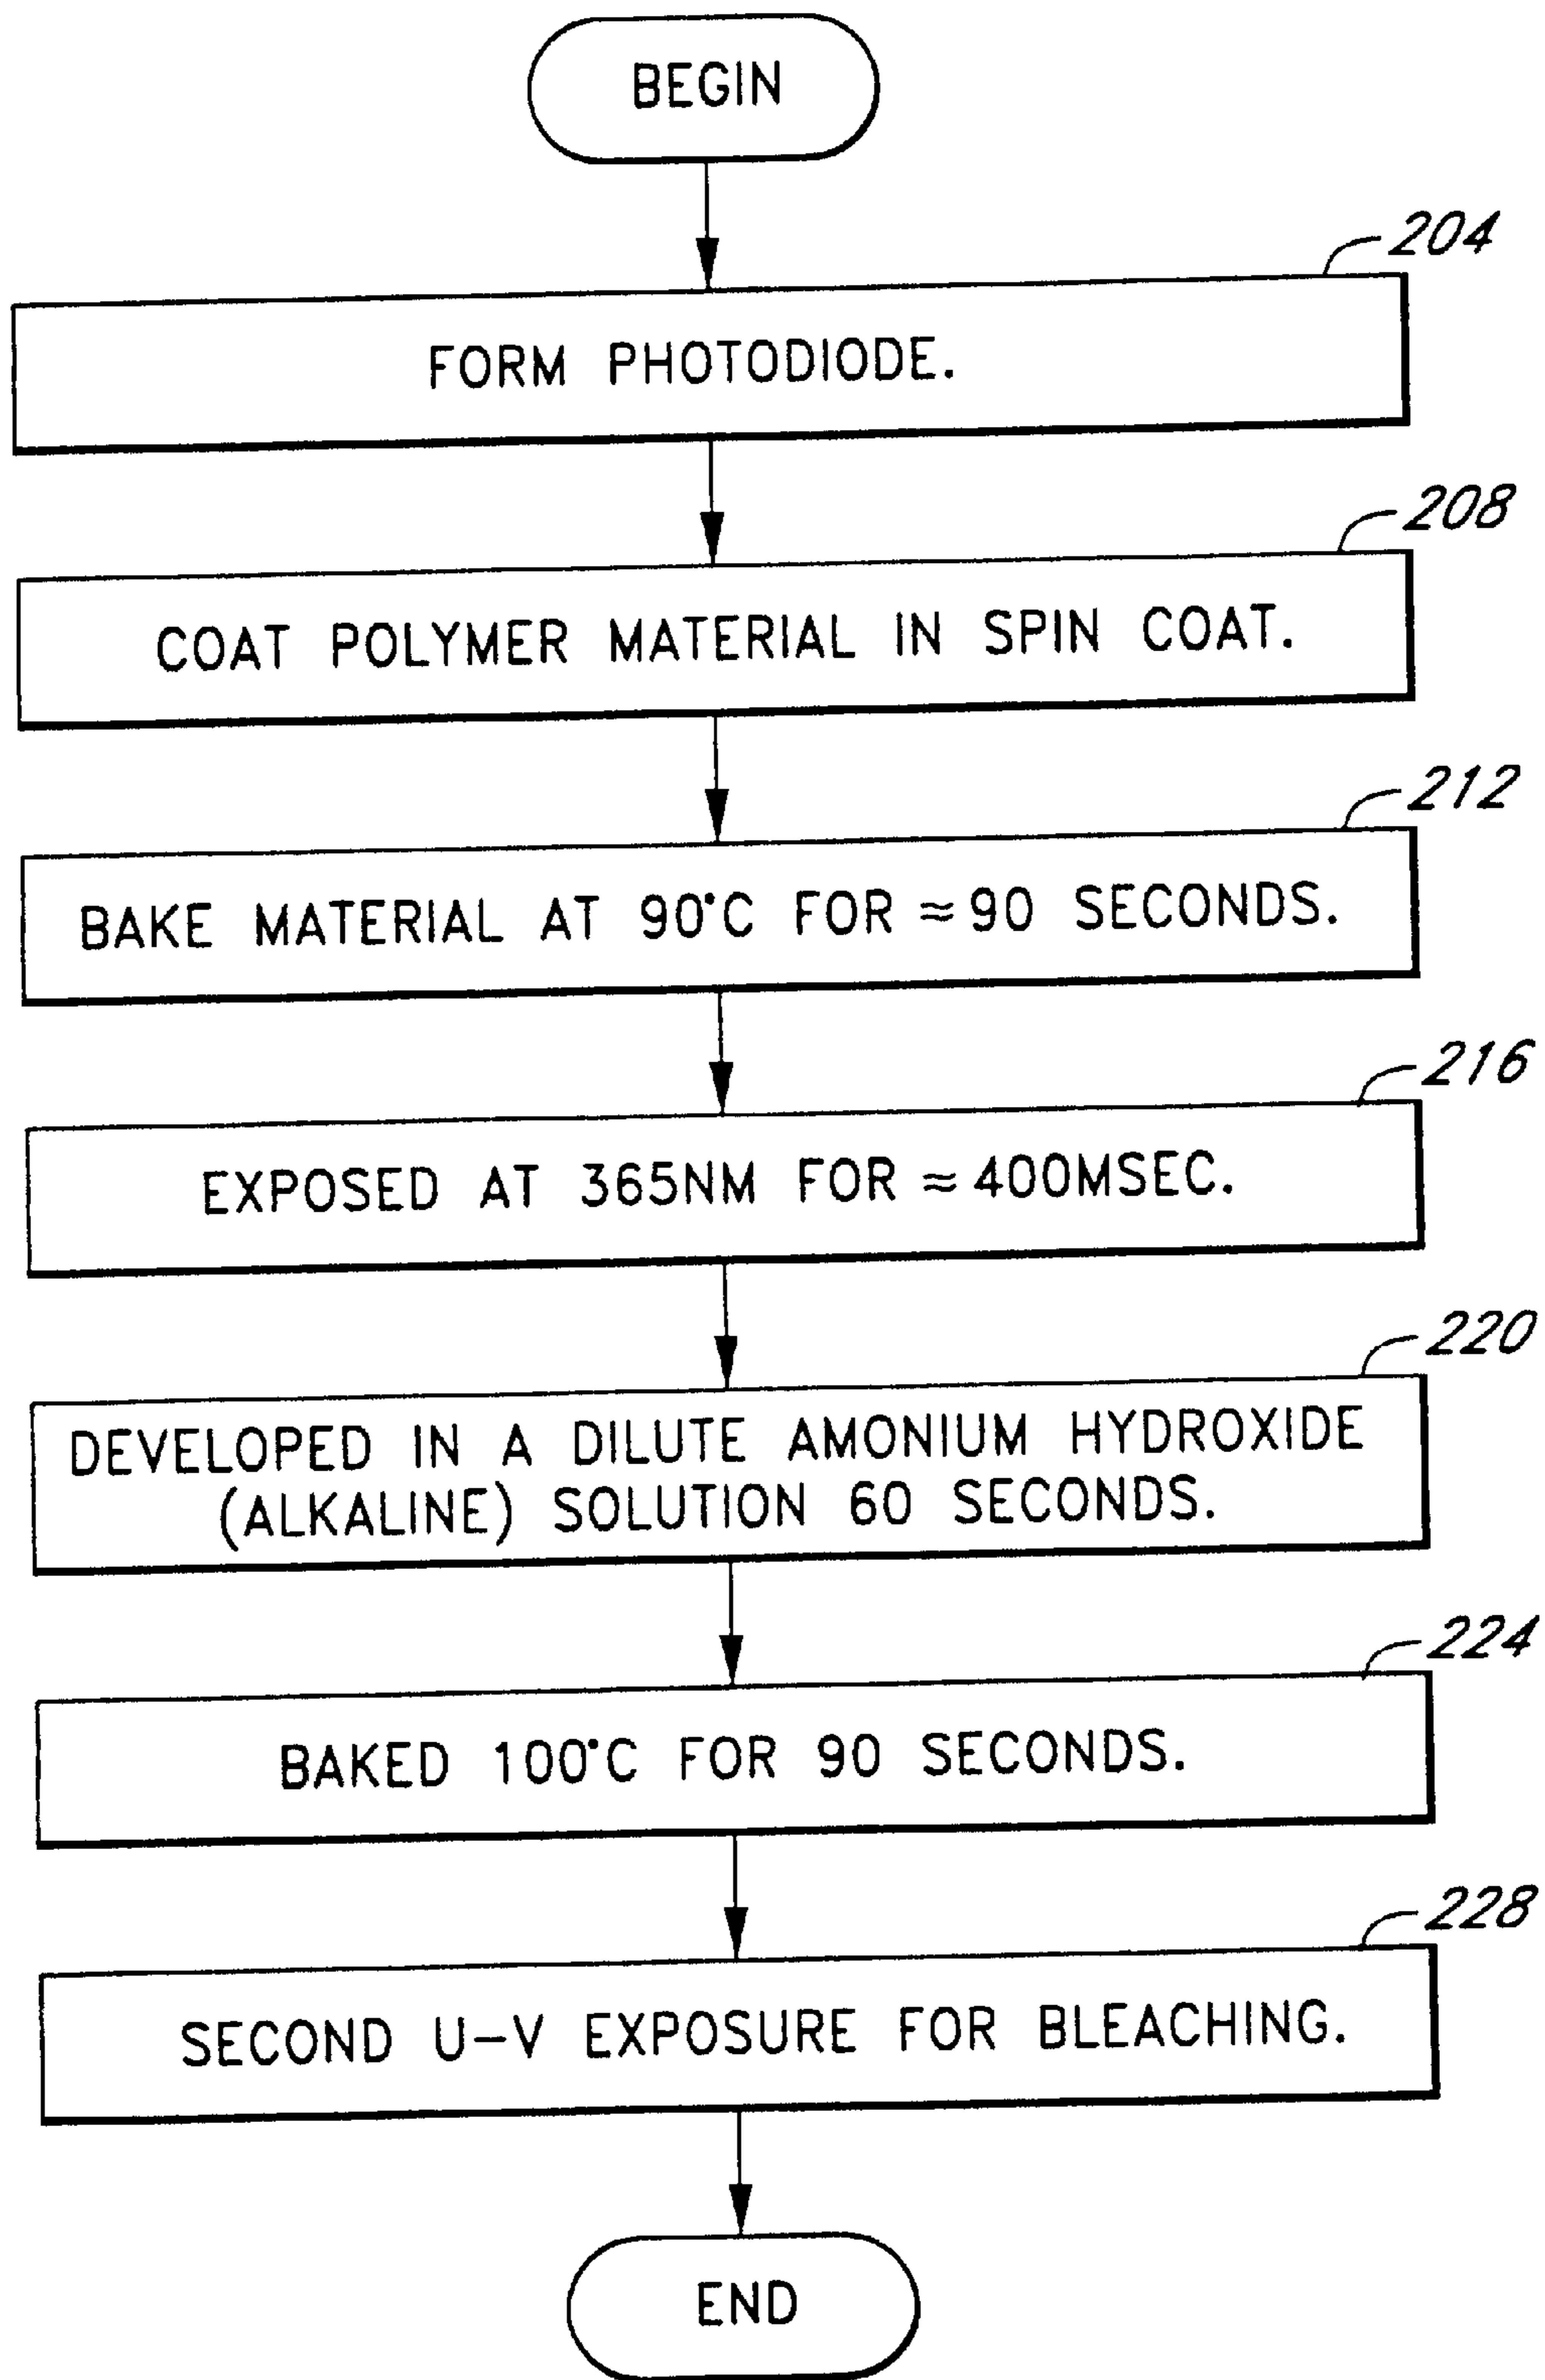 BEGIN
204
FORM PHOTODIODE.
208
COAT POLYMER MATERIAL IN SPIN COAT.
212
BAKE MATERIAL AT 90°C FOR ≈90 SECONDS.
216
EXPOSED AT 365NM FOR ≈400MSEC.
220
DEVELOPED IN A DILUTE AMONIUM HYDROXIDE
(ALKALINE) SOLUTION 60 SECONDS.
224
BAKED 100°C FOR 90 SECONDS.
228
SECOND U-V EXPOSURE FOR BLEACHING.
END